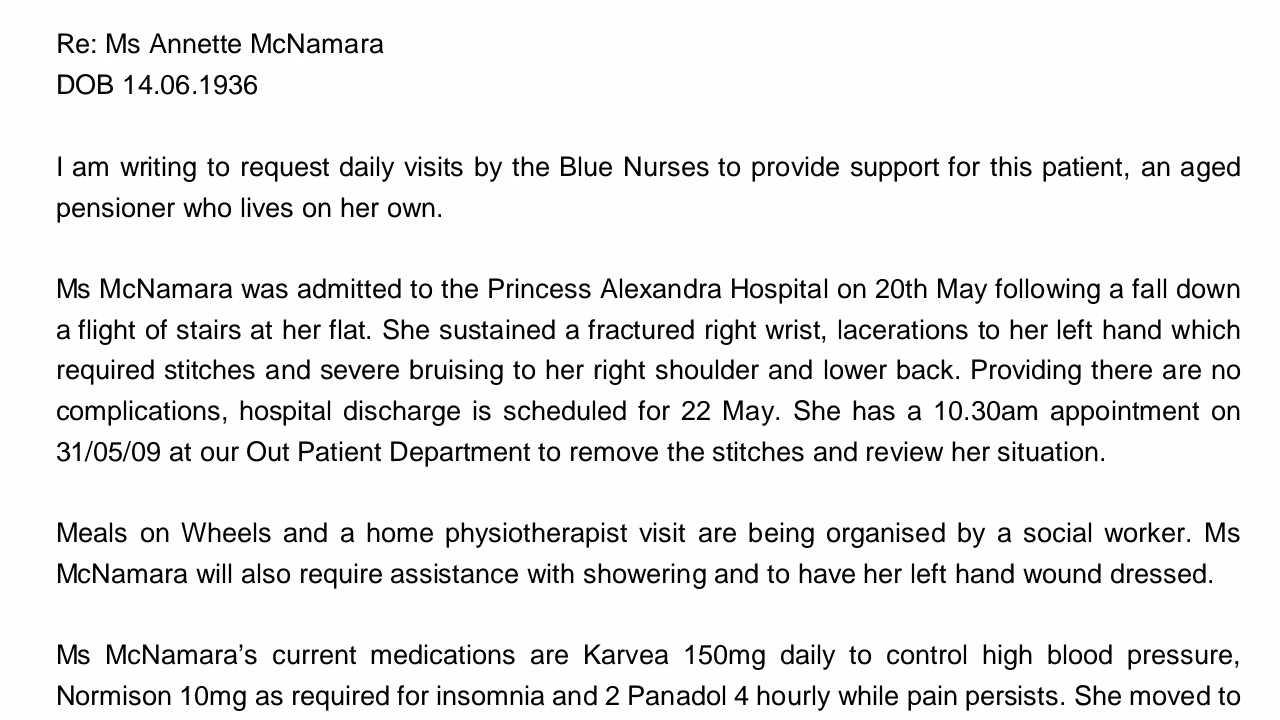 Re: Ms Annette McNamara
DOB 14.06.1936
I am writing to request daily visits by the Blue Nurses to provide support for this patient, an aged
pensioner who lives on her own.
Ms McNamara was admitted to the Princess Alexandra Hospital on 20th May following a fall down
a flight of stairs at her flat. She sustained a fractured right wrist, lacerations to her left hand which
required stitches and severe bruising to her right shoulder and lower back. Providing there are no
complications, hospital discharge is scheduled for 22 May. She has a 10.30am appointment on
31/05/09 at our Out Patient Department to remove the stitches and review her situation.
Meals on Wheels and a home physiotherapist visit are being organised by a social worker. Ms
McNamara will also require assistance with showering and to have her left hand wound dressed.
Ms McNamara’s current medications are Karvea 150mg daily to control high blood pressure,
Normison 10mg as required for insomnia and 2 Panadol 4 hourly while pain persists. She moved to